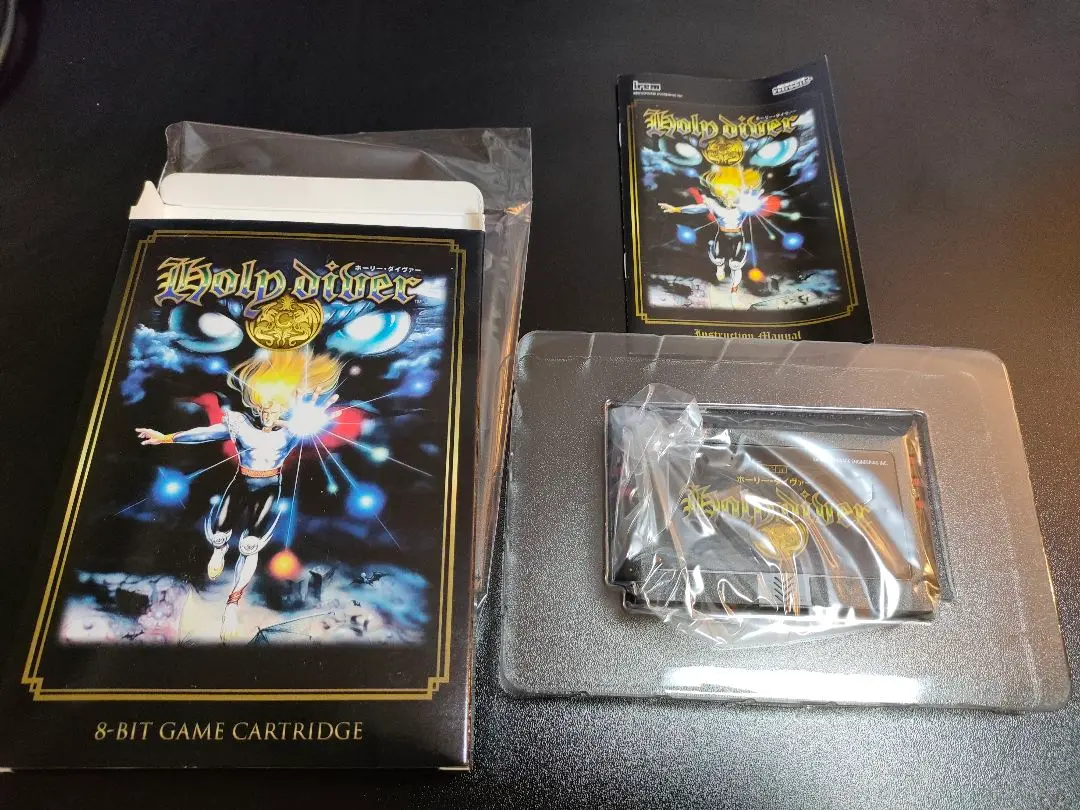 ホーリー・ダイヴァー
Holy diver
TM
8-BIT GAME CARTRIDGE
irem
ホーリー・ダイヴァー
Holy diver
Instruction Manual
irem
ホーリー・ダイヴァー
Holy diver